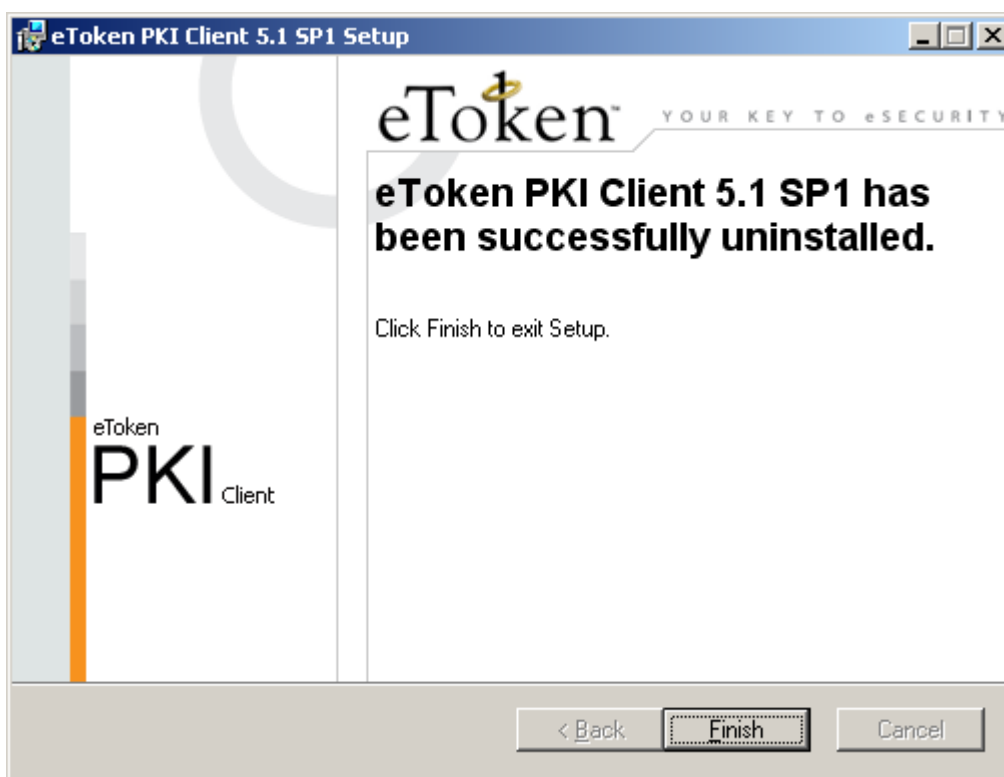 eToken PKI Client 5.1 SP1 Setup
eToken™ YOUR KEY TO eSECURITY
eToken PKI Client 5.1 SP1 has
been successfully uninstalled.
Click Finish to exit Setup.
eToken
PKI Client
< Back Finish Cancel